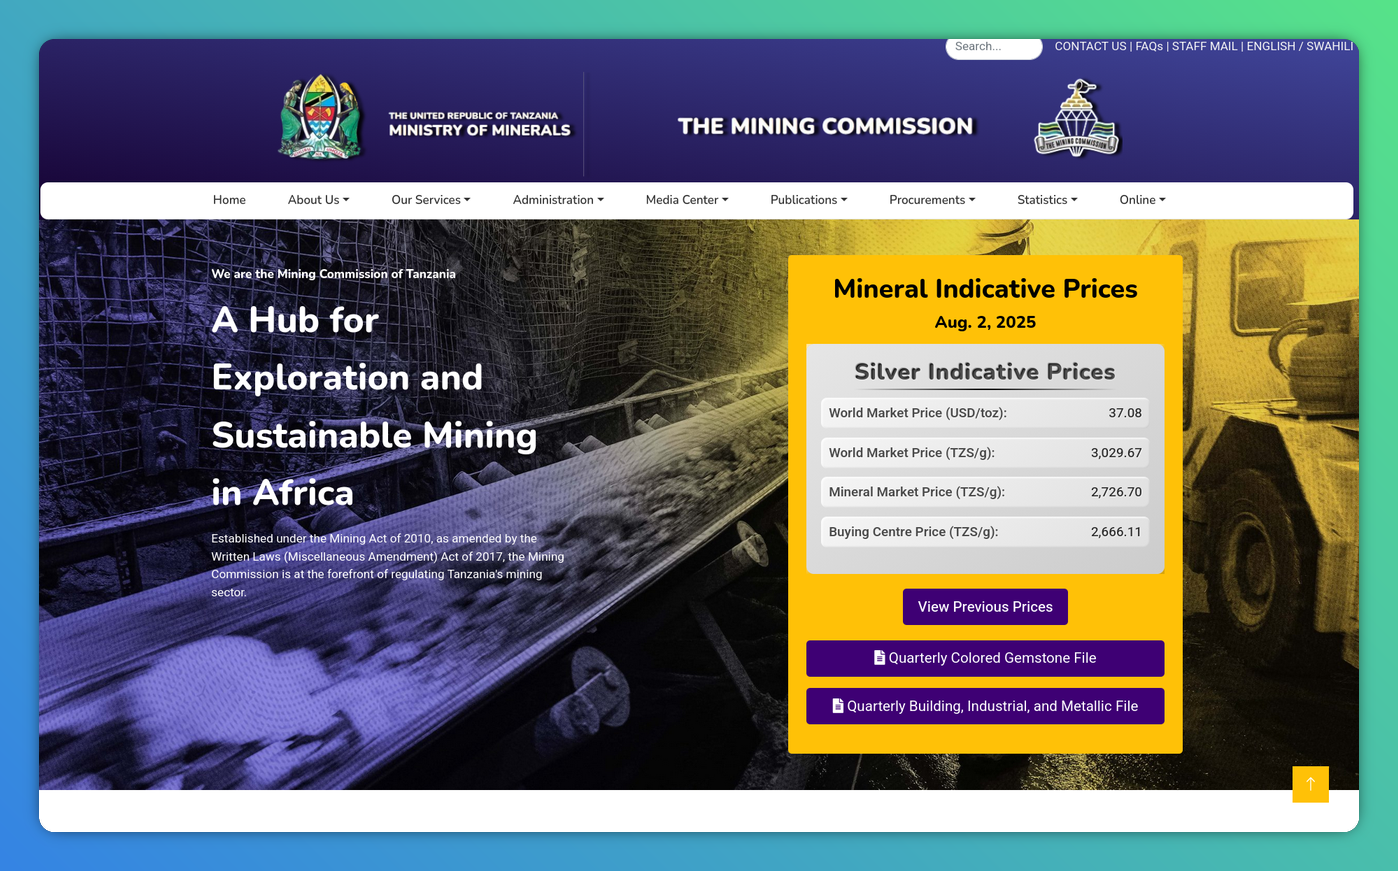 Search...
CONTACT US | FAQs | STAFF MAIL | ENGLISH / SWAHILI
THE UNITED REPUBLIC OF TANZANIA
MINISTRY OF MINERALS
THE MINING COMMISSION
THE MINING COMMISSION
Home
About Us
Our Services
Administration
Media Center
Publications
Procurements
Statistics
Online
We are the Mining Commission of Tanzania
A Hub for
Exploration and
Sustainable Mining
in Africa
Established under the Mining Act of 2010, as amended by the
Written Laws (Miscellaneous Amendment) Act of 2017, the Mining
Commission is at the forefront of regulating Tanzania's mining
sector.
Mineral Indicative Prices
Aug. 2, 2025
Silver Indicative Prices
World Market Price (USD/toz): 37.08
World Market Price (TZS/g): 3,029.67
Mineral Market Price (TZS/g): 2,726.70
Buying Centre Price (TZS/g): 2,666.11
View Previous Prices
Quarterly Colored Gemstone File
Quarterly Building, Industrial, and Metallic File